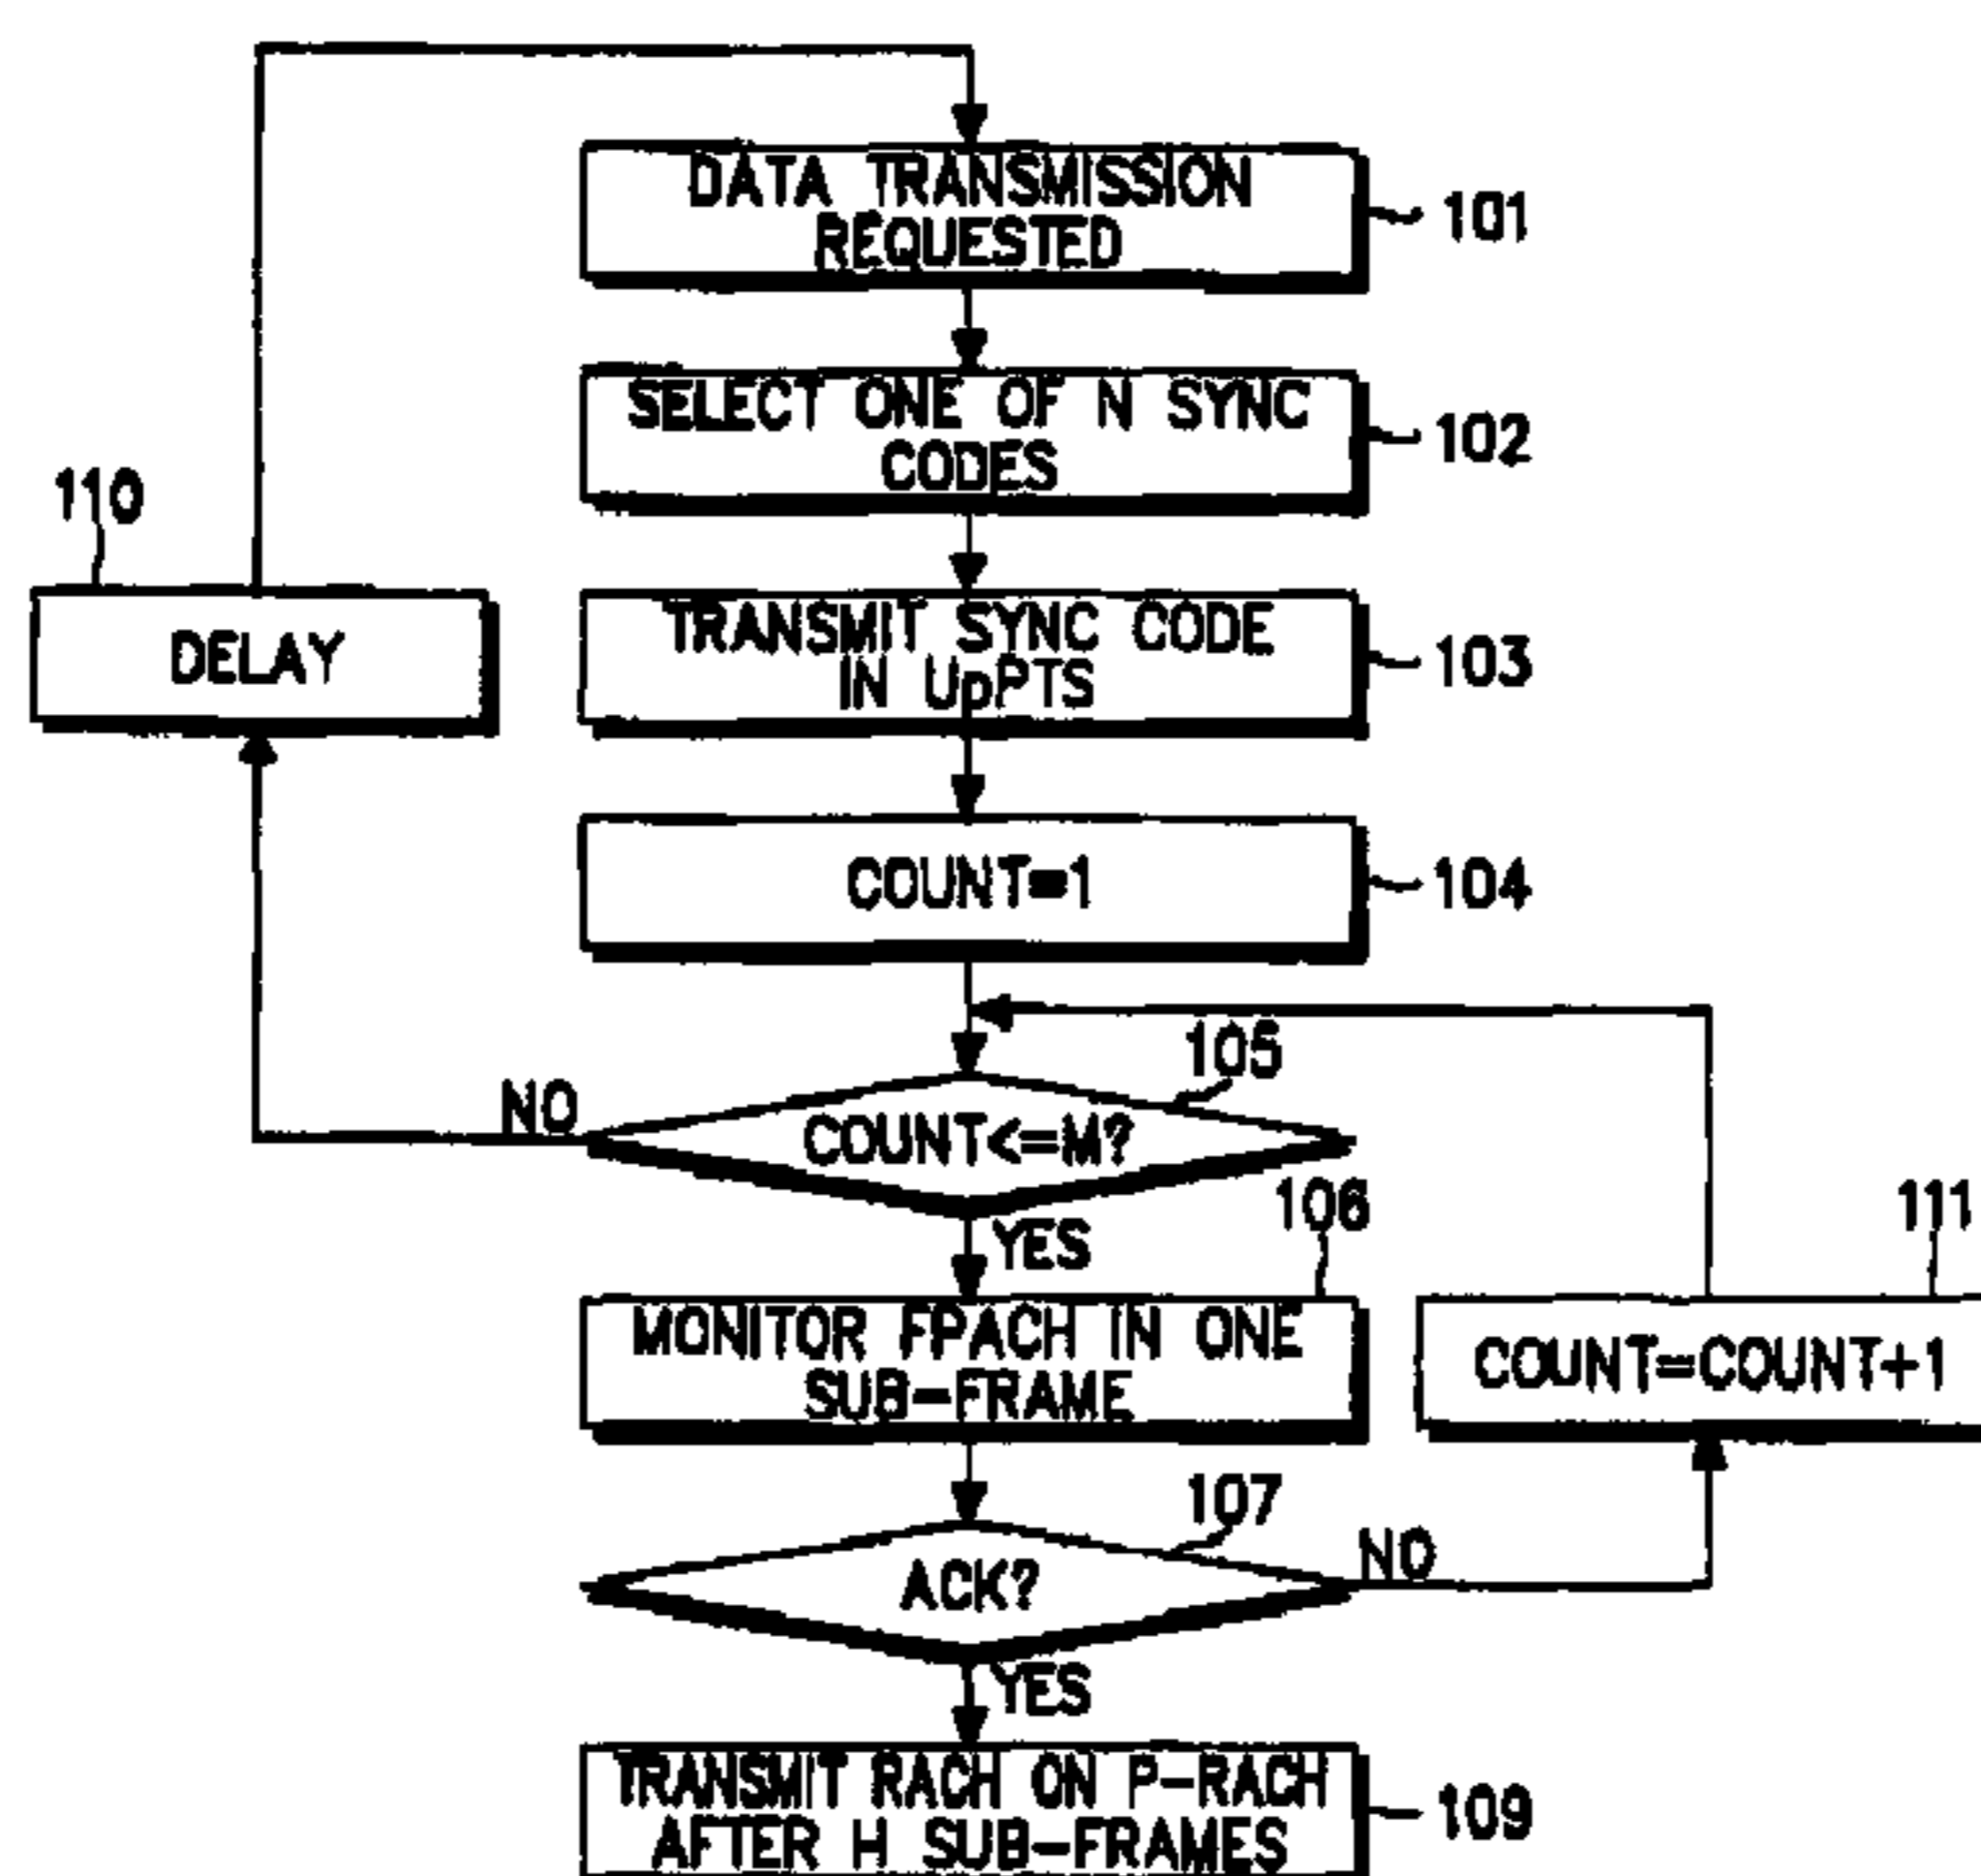 DATA TRANSMISSION
REQUESTED
101
SELECT ONE OF N SYNC
CODES
102
110
DELAY
TRANSMIT SYNC CODE
IN UpPTS
103
COUNT=1
104
105
NO
COUNT<=M?
YES
106
111
MONITOR FPACH IN ONE
SUB-FRAME
COUNT=COUNT+1
107
ACK?
NO
YES
TRANSMIT RACH ON P-RACH
AFTER H SUB-FRAMES
109